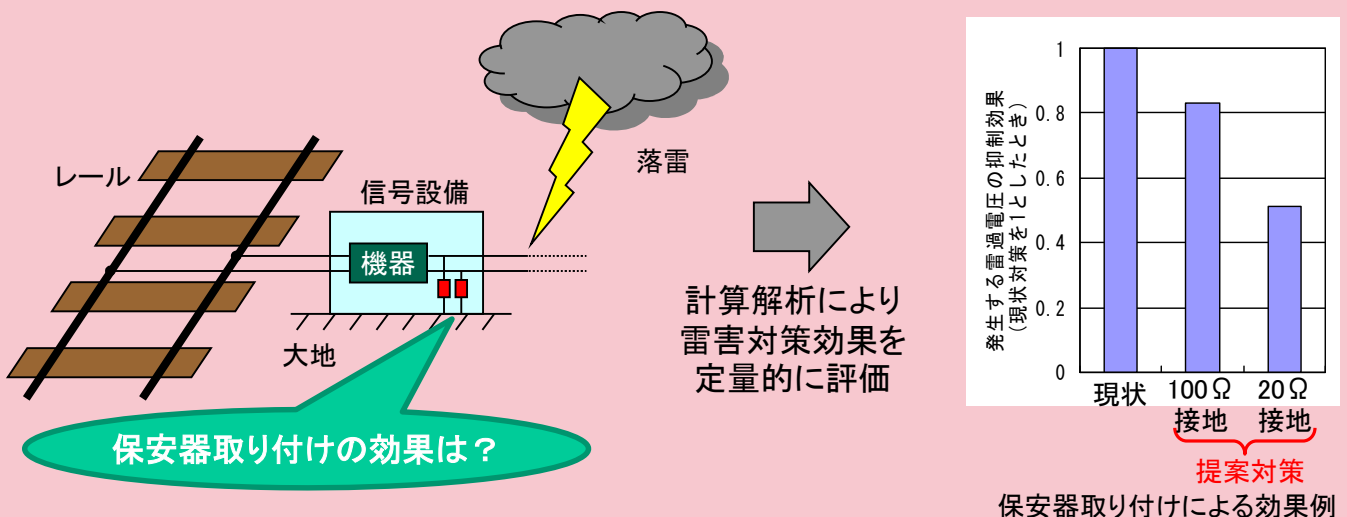 レール
信号設備
機器
大地
落雷
保安器取り付けの効果は？
計算解析により
雷害対策効果を
定量的に評価
発生する雷過電圧の抑制効果
(現状対策を1としたとき)
1
0.8
0.6
0.4
0.2
0
現状
100Ω
接地
20Ω
接地
提案対策
保安器取り付けによる効果例